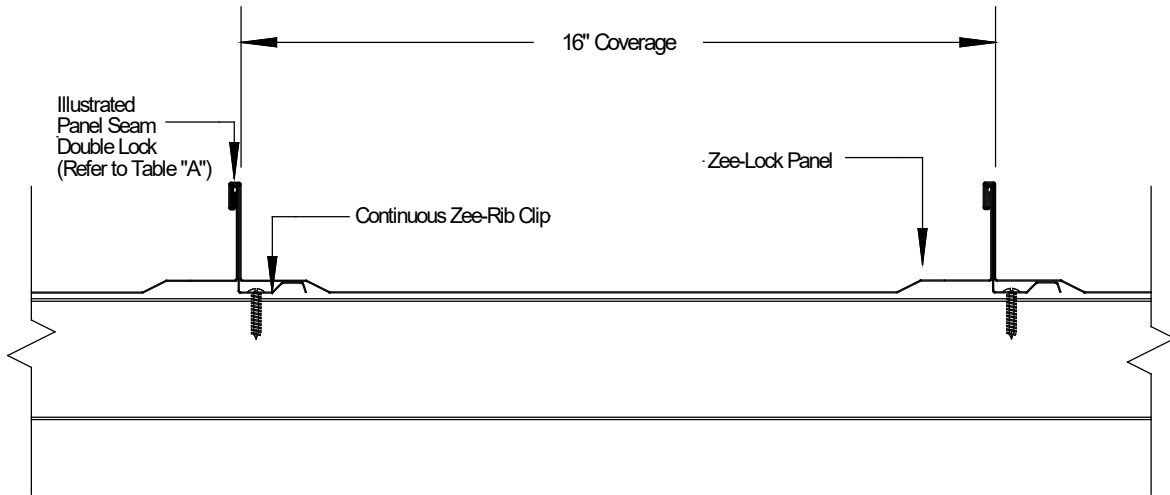 16" Coverage
Illustrated
Panel Seam
Double Lock
(Refer to Table "A")
Zee-Lock Panel
Continuous Zee-Rib Clip